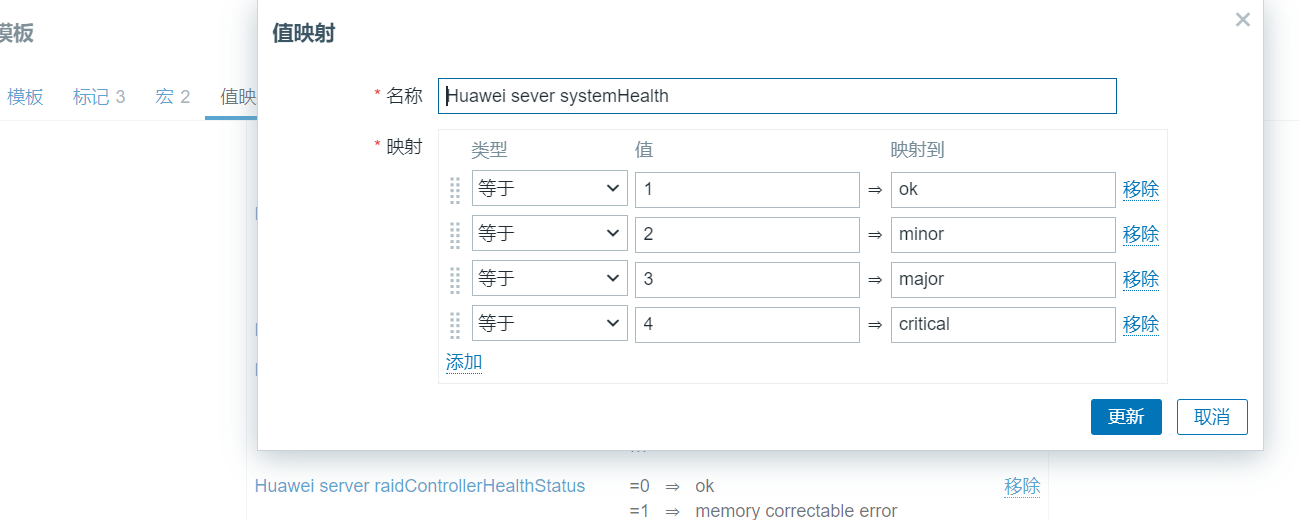 模板
值映射
模板 标记 3 宏 2 值映
* 名称 Huawei sever systemHealth
* 映射 类型 值 映射到
等于 1 ⇒ ok 移除
等于 2 ⇒ minor 移除
等于 3 ⇒ major 移除
等于 4 ⇒ critical 移除
添加
更新 取消
Huawei server raidControllerHealthStatus =0 ⇒ ok 移除
=1 ⇒ memory correctable error